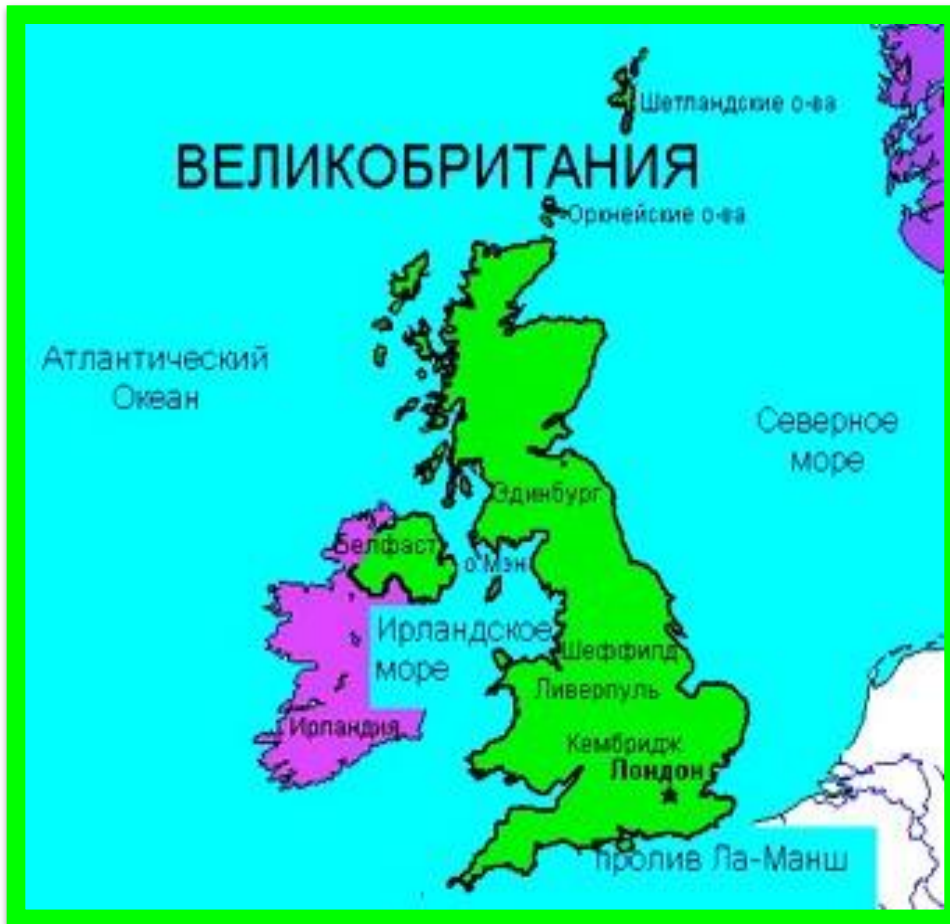 Шетландские о-ва
ВЕЛИКОБРИТАНИЯ
Оркнейские о-ва
Атлантический
Океан
Северное
море
Эдинбург
Белфаст
о.Мэн
Ирландское
море
Шеффилд
Ливерпуль
Ирландия
Кембридж
Лондон
пролив Ла-Манш